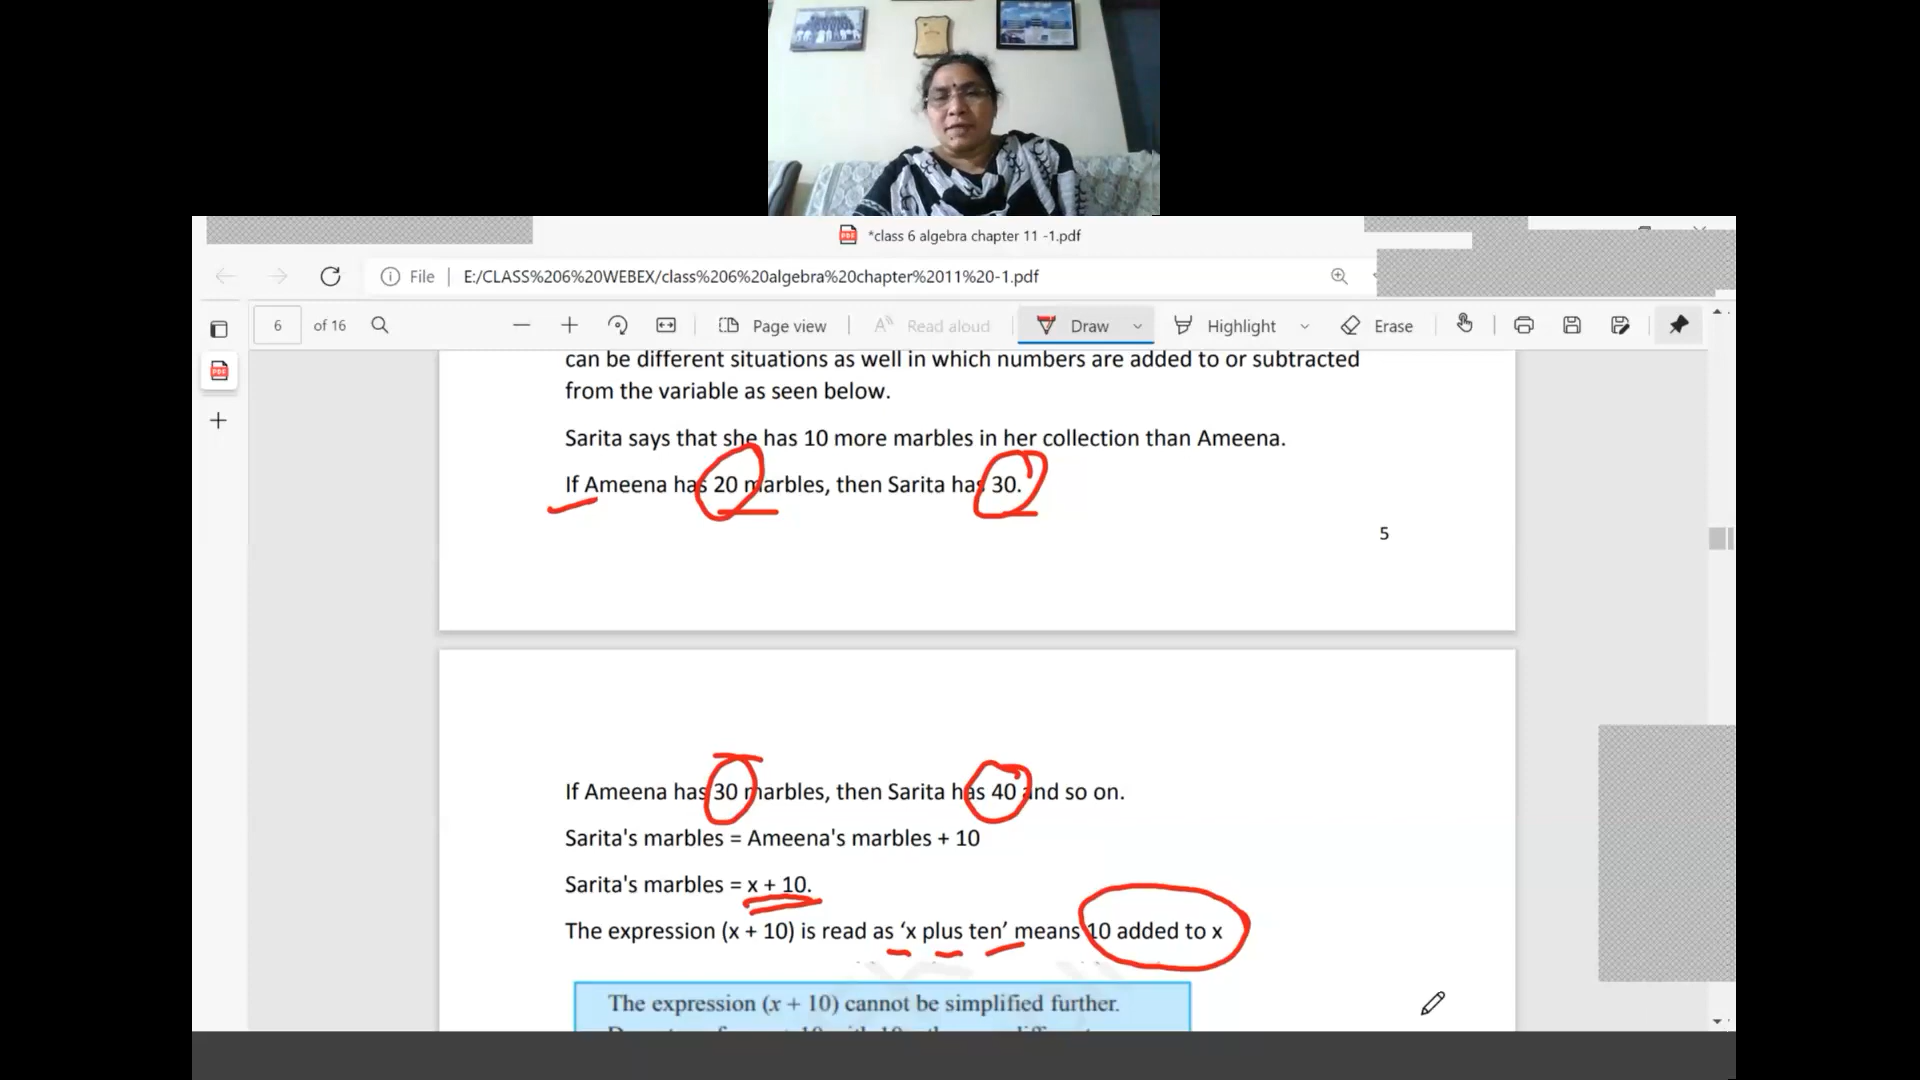 *class 6 algebra chapter 11 -1.pdf
File | E:/CLASS%206%20WEBEX/class%206%20algebra%20chapter%2011%20-1.pdf
6 of 16 Page view Read aloud Draw Highlight Erase
can be different situations as well in which numbers are added to or subtracted
from the variable as seen below.
Sarita says that she has 10 more marbles in her collection than Ameena.
If Ameena has 20 marbles, then Sarita has 30.
5
If Ameena has 30 marbles, then Sarita has 40 and so on.
Sarita's marbles = Ameena's marbles + 10
Sarita's marbles = x + 10.
The expression (x + 10) is read as ‘x plus ten’ means 10 added to x
The expression (x + 10) cannot be simplified further.